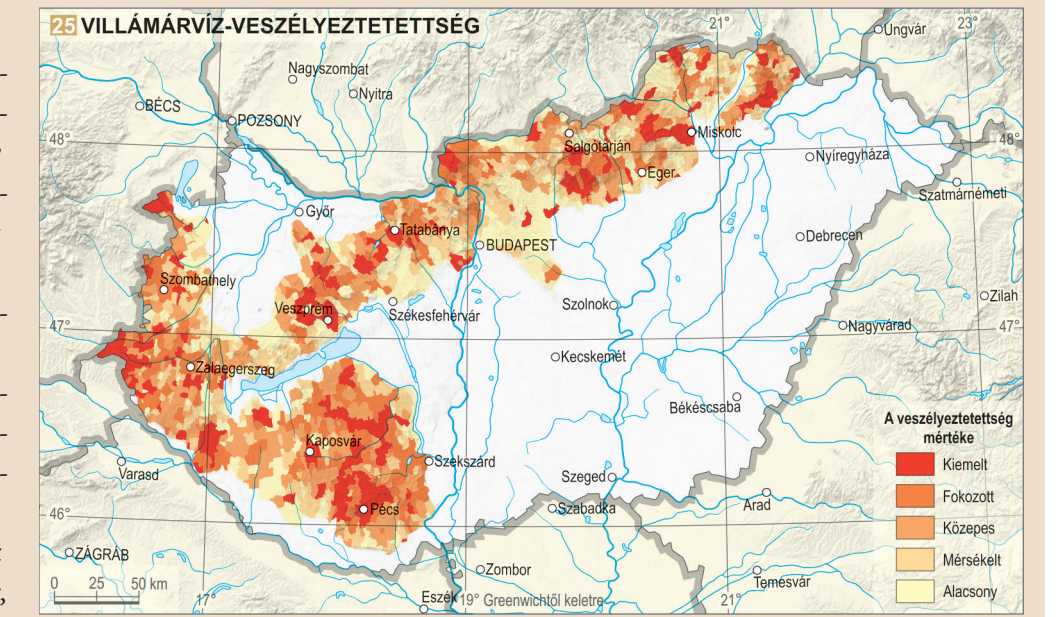 25 VILLÁMÁRVÍZ-VESZÉLYEZTETETTSÉG
21°
23°
Ungvár
Nagyszombat
Nyitra
BÉCS
POZSONY
48°
48°
Miskolc
Salgótarján
Nyíregyháza
Eger
Szatmárnémeti
Győr
Tatabánya
BUDAPEST
Debrecen
Szombathely
Veszprém
Székesfehérvár
Szolnok
Zilah
47°
47°
Nagyvárad
Kecskemét
Zalaegerszeg
Békéscsaba
Kaposvár
Szekszárd
Varasd
Szeged
Szabadka
Arad
Pécs
46°
ZÁGRÁB
Zombor
Temesvár
Eszék
0 25 50 km
17°
19° Greenwichtől keletre
21°
A veszélyeztetettség
mértéke
Kiemelt
Fokozott
Közepes
Mérsékelt
Alacsony